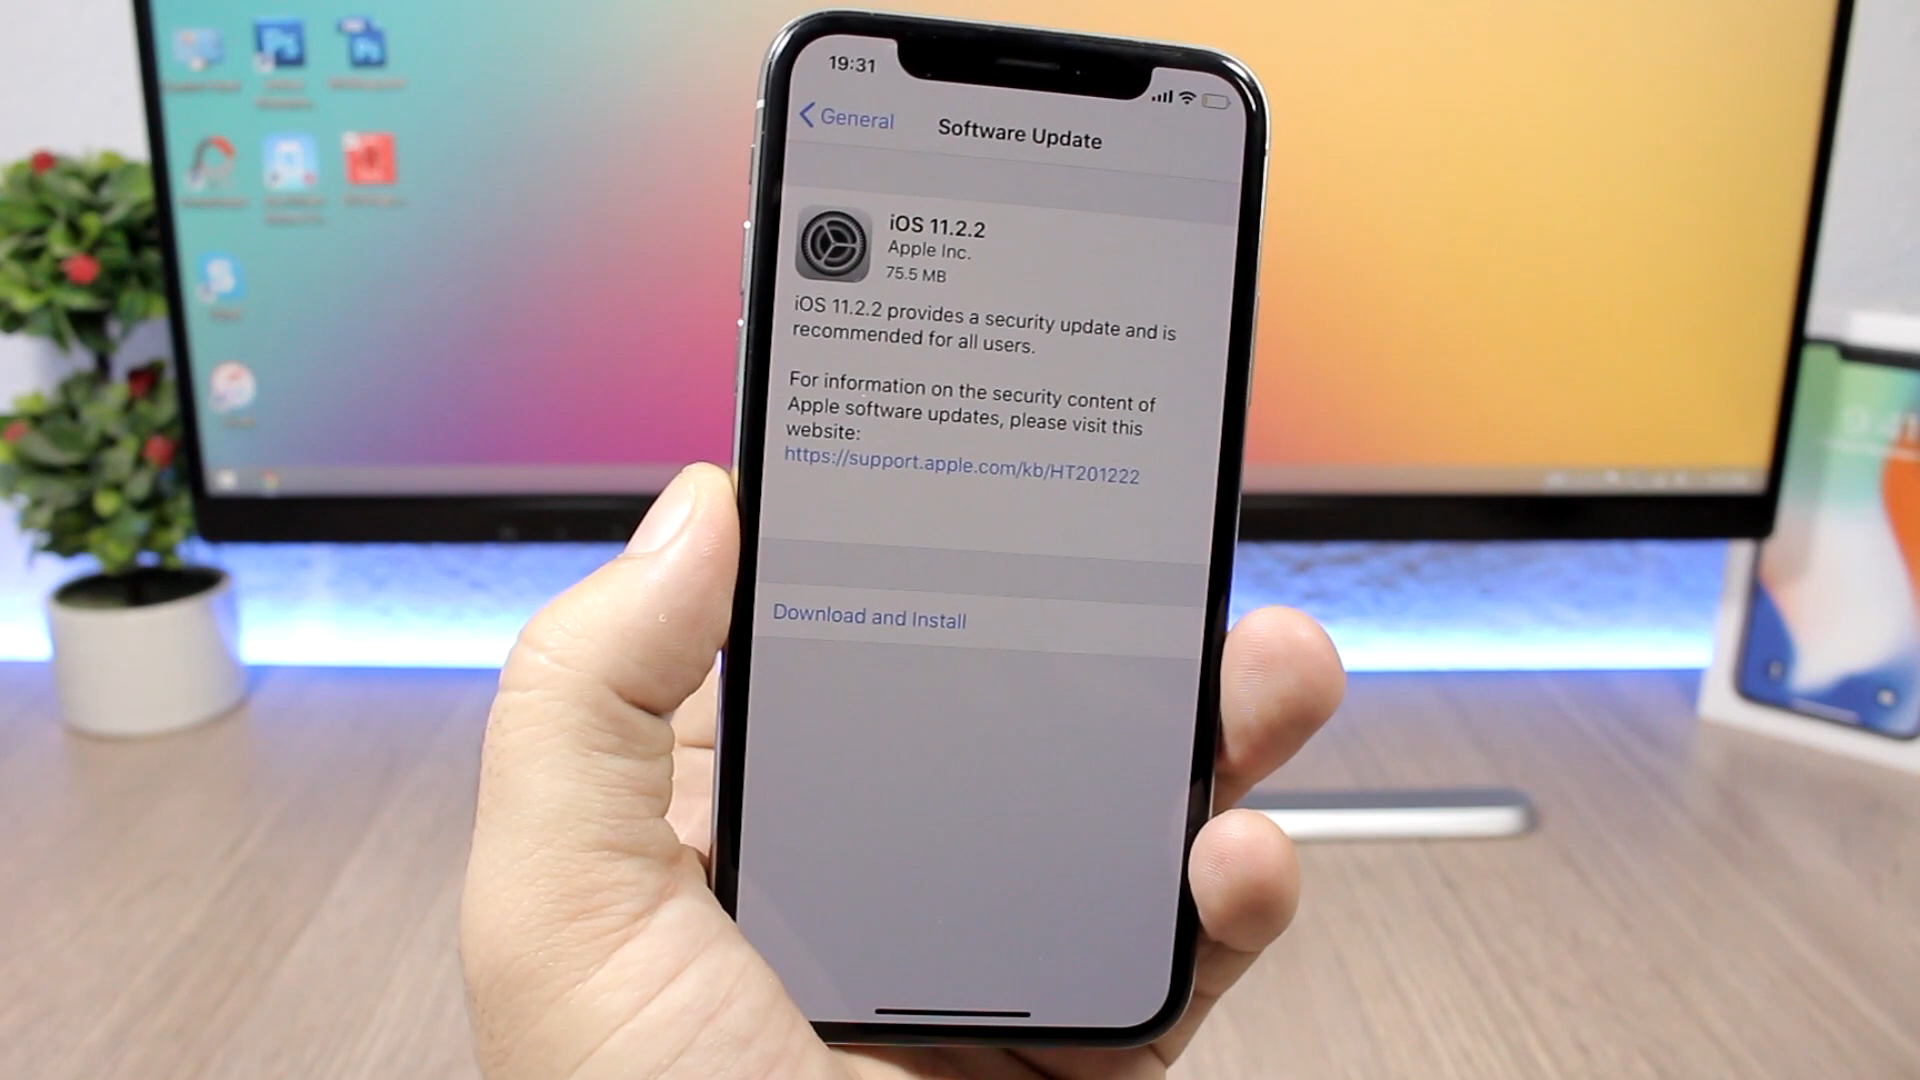 19:31
General
Software Update
iOS 11.2.2
Apple Inc.
75.5 MB
iOS 11.2.2 provides a security update and is
recommended for all users.
For information on the security content of
Apple software updates, please visit this
website:
https://support.apple.com/kb/HT201222
Download and Install